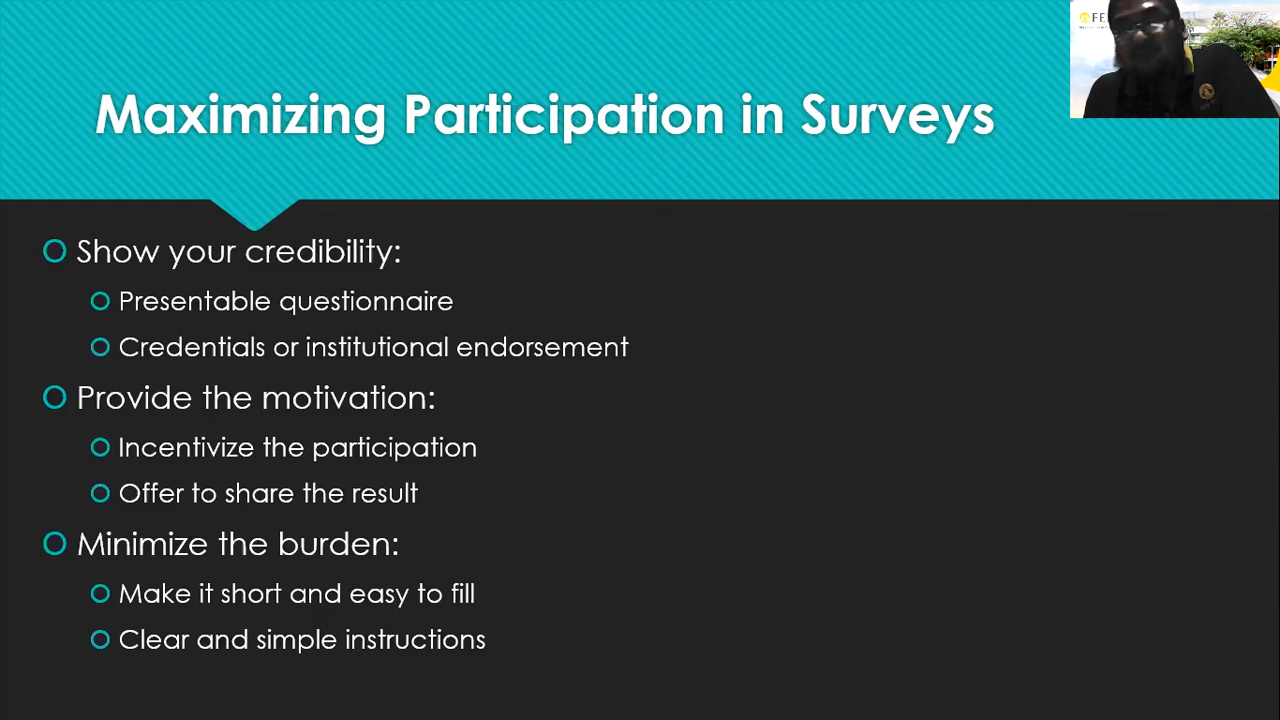 Maximizing Participation in Surveys
Show your credibility:
Presentable questionnaire
Credentials or institutional endorsement
Provide the motivation:
Incentivize the participation
Offer to share the result
Minimize the burden:
Make it short and easy to fill
Clear and simple instructions